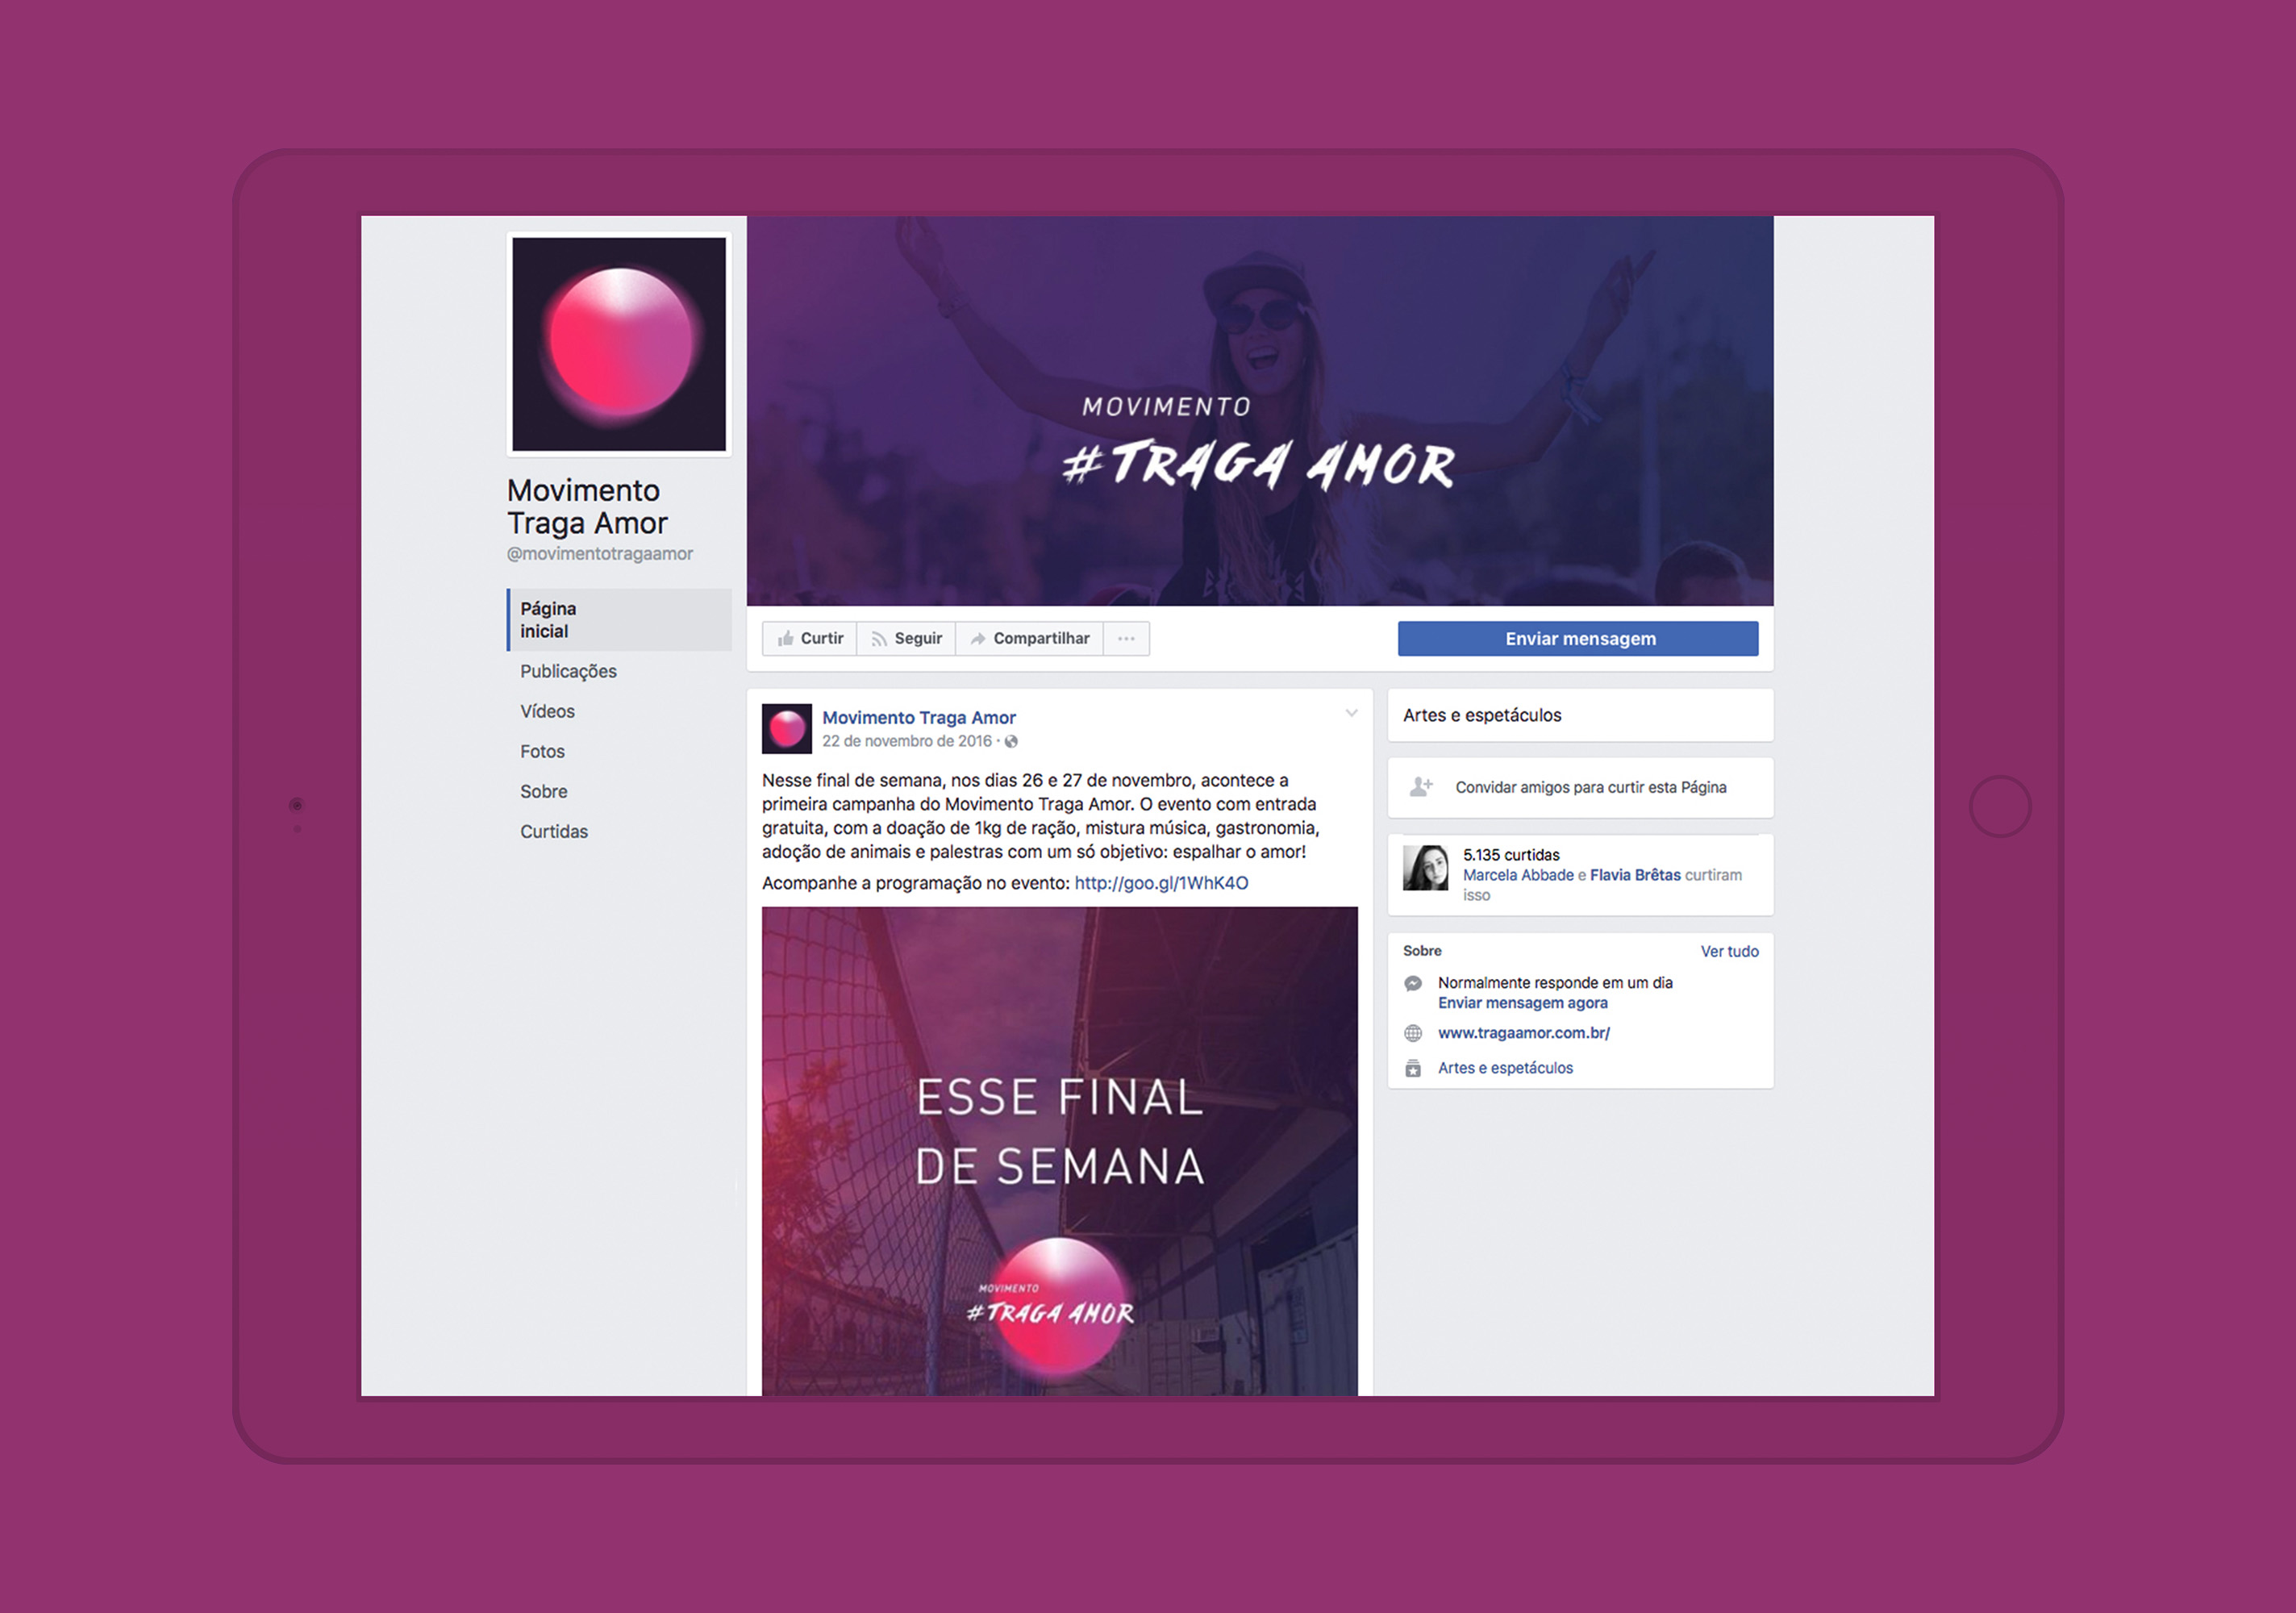 MOVIMENTO
#TRAGA AMOR
Movimento
Traga Amor
@movimentotragaamor
Página
inicial
Publicações
Vídeos
Fotos
Sobre
Curtidas
Curtir
Seguir
Compartilhar
Enviar mensagem
Movimento Traga Amor
22 de novembro de 2016 ·
Nesse final de semana, nos dias 26 e 27 de novembro, acontece a
primeira campanha do Movimento Traga Amor. O evento com entrada
gratuita, com a doação de 1kg de ração, mistura música, gastronomia,
adoção de animais e palestras com um só objetivo: espalhar o amor!
Acompanhe a programação no evento: http://goo.gl/1WhK4O
ESSE FINAL
DE SEMANA
MOVIMENTO
#TRAGA AMOR
Artes e espetáculos
Convidar amigos para curtir esta Página
5.135 curtidas
Marcela Abbade e Flavia Brêtas curtiram
isso
Sobre
Ver tudo
Normalmente responde em um dia
Enviar mensagem agora
www.tragaamor.com.br/
Artes e espetáculos